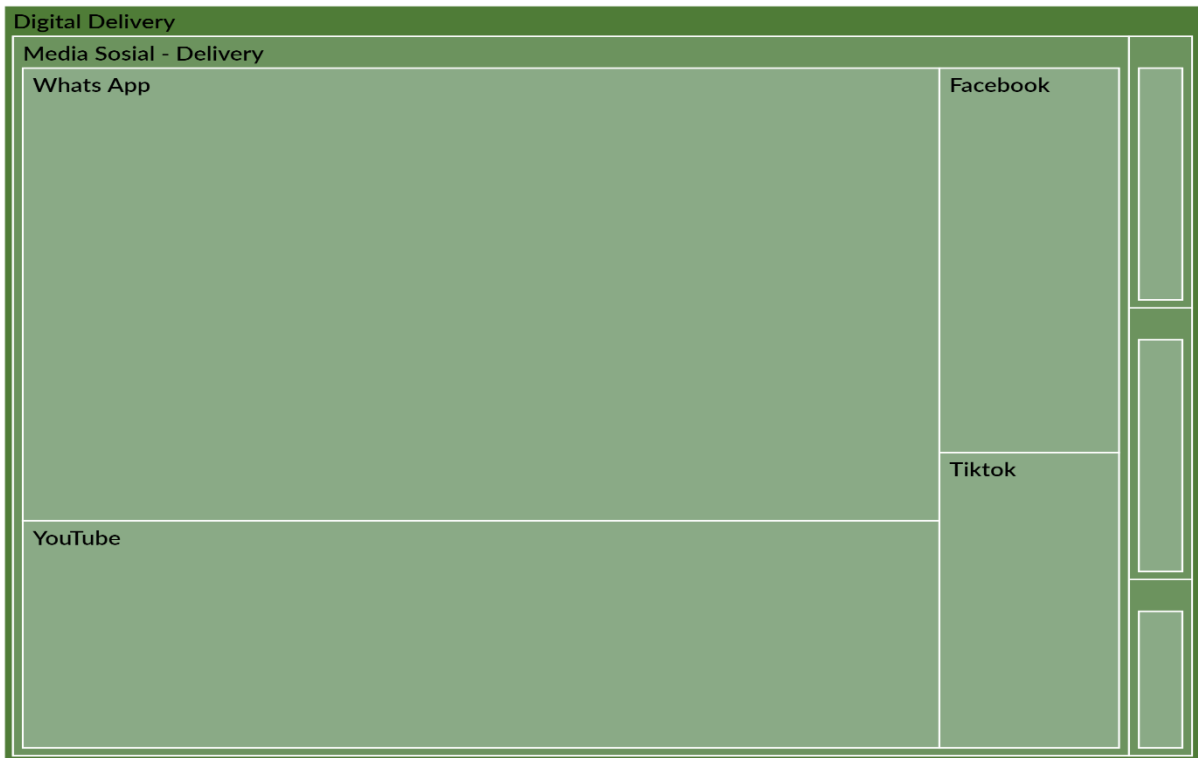 Digital Delivery
Media Sosial - Delivery
Whats App
Facebook
Tiktok
YouTube